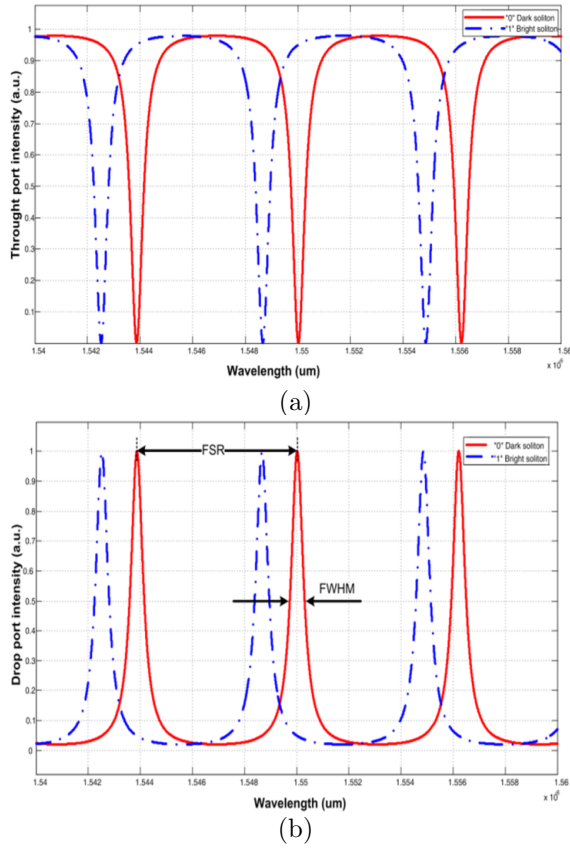 "0" Dark soliton
"1" Bright soliton
Throught port intensity (a.u.)
1
0.9
0.8
0.7
0.6
0.5
0.4
0.3
0.2
0.1
1.54 1.542 1.544 1.546 1.548 1.55 1.552 1.554 1.556 1.558 1.56
x 10⁶
Wavelength (um)
(a)
"0" Dark soliton
"1" Bright soliton
FSR
FWHM
Drop port intensity (a.u.)
1
0.9
0.8
0.7
0.6
0.5
0.4
0.3
0.2
0.1
0
1.54 1.542 1.544 1.546 1.548 1.55 1.552 1.554 1.556 1.558 1.56
x 10⁶
Wavelength (um)
(b)